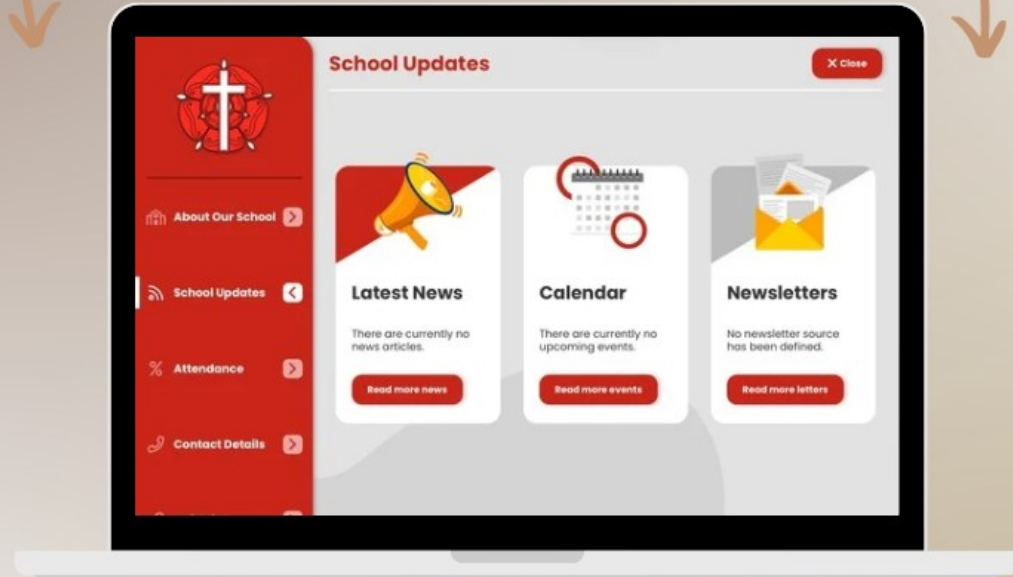 School Updates
X Close
About Our School
School Updates
Attendance
Contact Details
Latest News
There are currently no
news articles.
Read more news
Calendar
There are currently no
upcoming events.
Read more events
Newsletters
No newsletter source
has been defined.
Read more letters